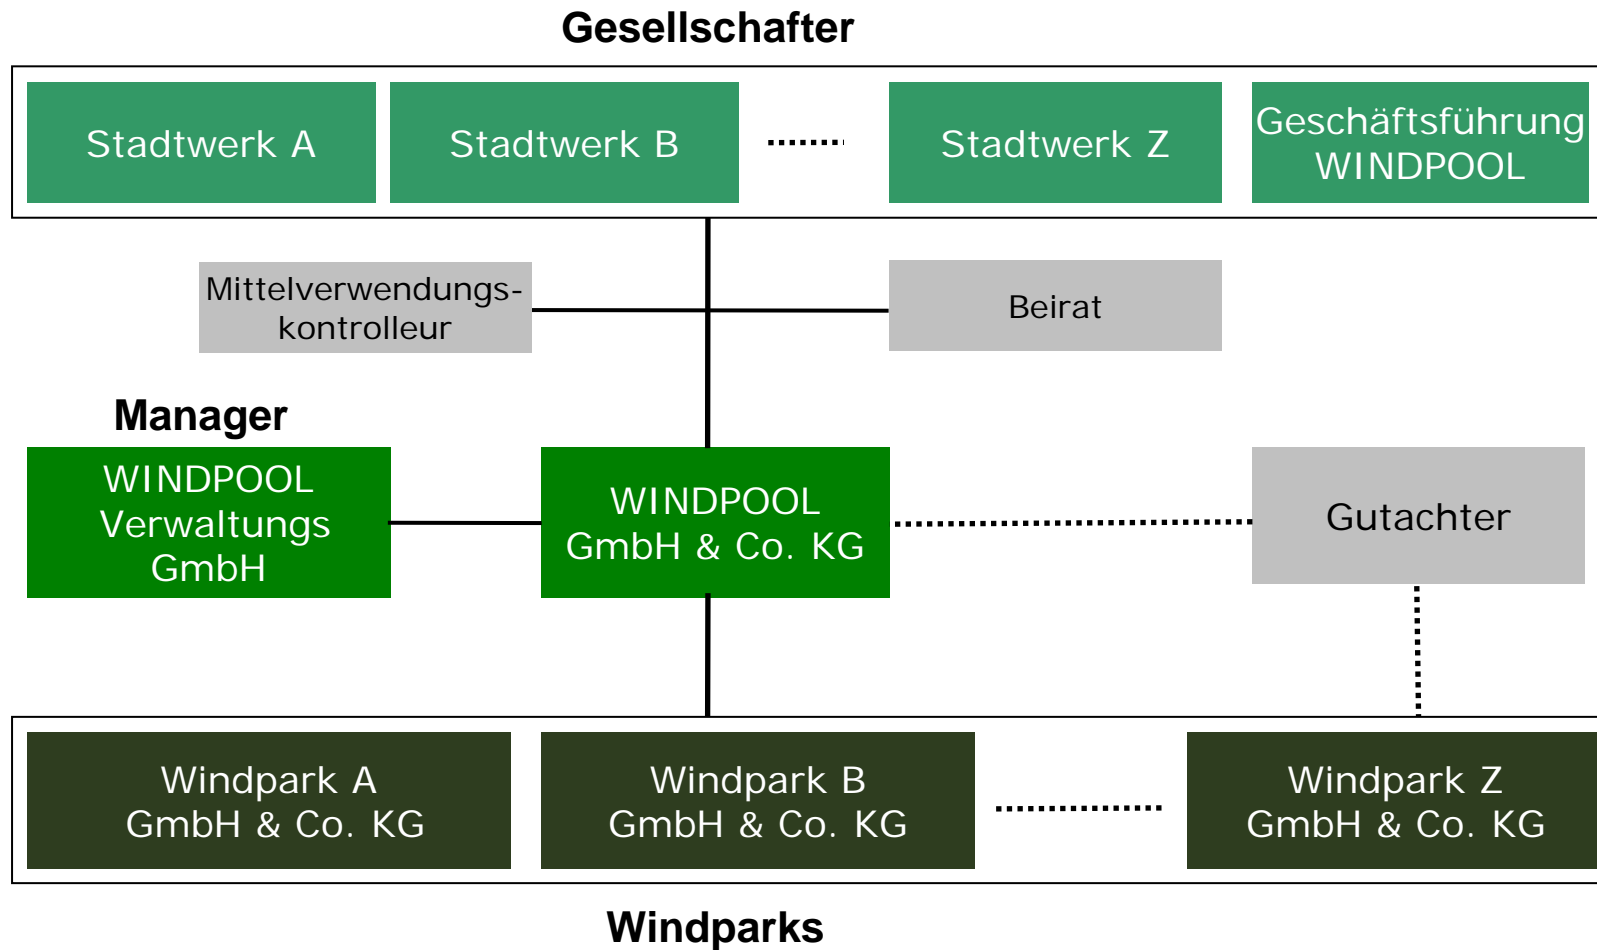 Gesellschafter
Stadtwerk A
Stadtwerk B
Stadtwerk Z
Geschäftsführung
WINDPOOL
Mittelverwendungs-
kontrolleur
Beirat
Manager
WINDPOOL
Verwaltungs
GmbH
WINDPOOL
GmbH & Co. KG
Gutachter
Windpark A
GmbH & Co. KG
Windpark B
GmbH & Co. KG
Windpark Z
GmbH & Co. KG
Windparks